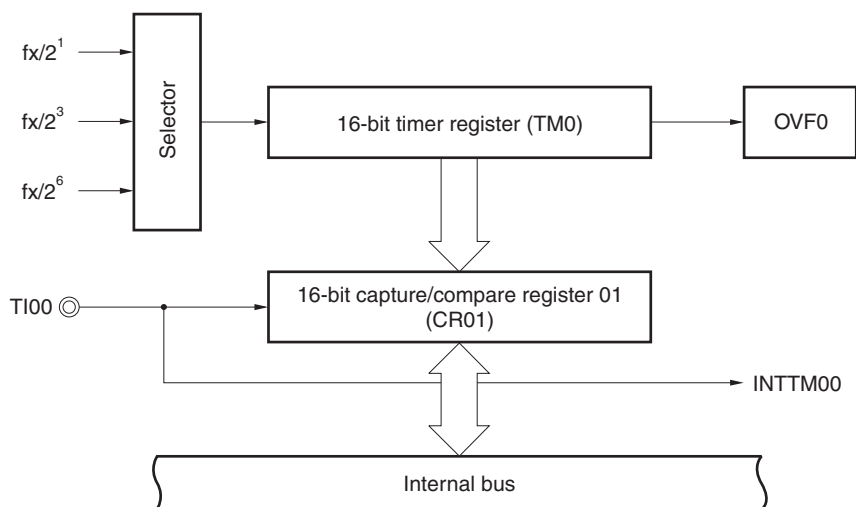 fx/2¹
fx/2³
fx/2⁶
Selector
16-bit timer register (TM0)
OVF0
TI00
16-bit capture/compare register 01
(CR01)
INTTM00
Internal bus